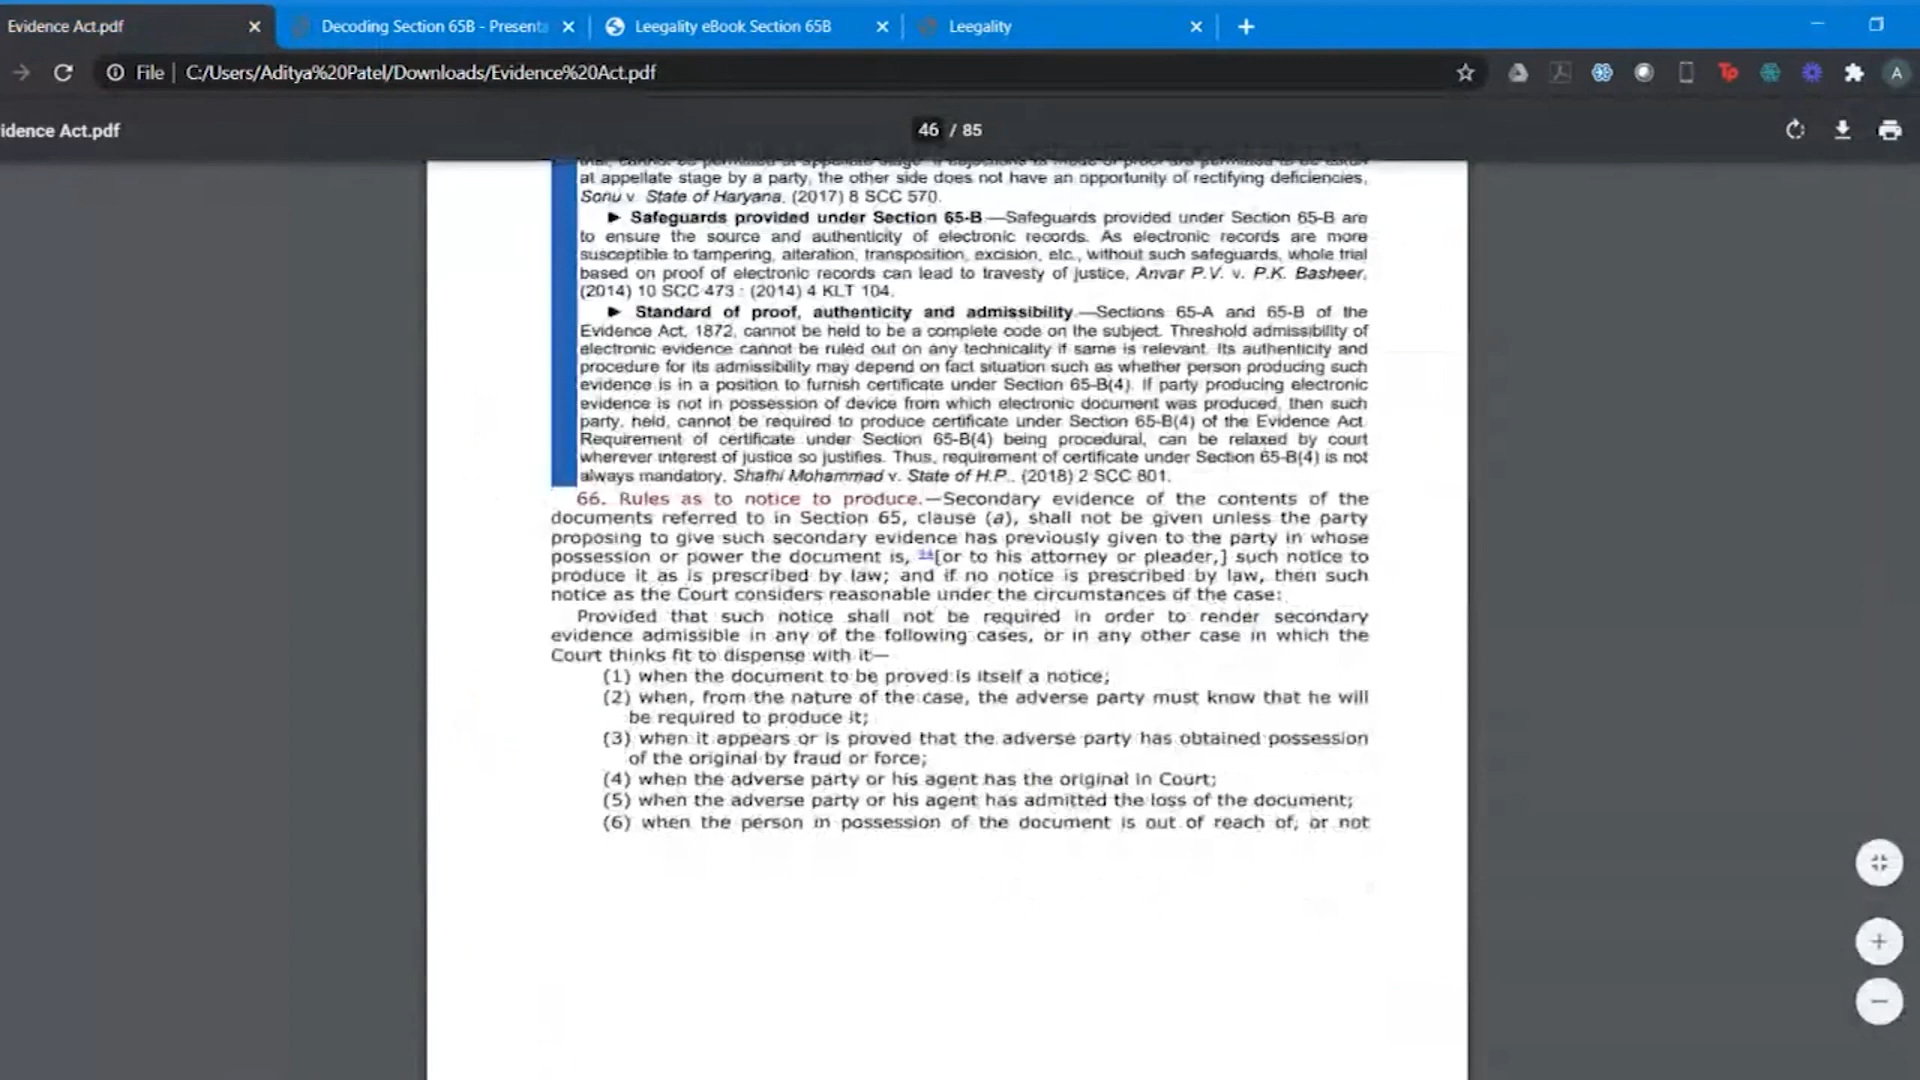 Evidence Act.pdf
Decoding Section 65B - Presenta
Leegality eBook Section 65B
Leegality
File
C:/Users/Aditya%20Patel/Downloads/Evidence%20Act.pdf
Tp
A
idence Act.pdf
46 / 85
at appellate stage by a party, the other side does not have an opportunity of rectifying deficiencies,
Sonu v. State of Haryana, (2017) 8 SCC 570.
► Safeguards provided under Section 65-B.—Safeguards provided under Section 65-B are
to ensure the source and authenticity of electronic records. As electronic records are more
susceptible to tampering, alteration, transposition, excision, etc., without such safeguards, whole trial
based on proof of electronic records can lead to travesty of justice, Anvar P.V. v. P.K. Basheer,
(2014) 10 SCC 473 : (2014) 4 KLT 104.
► Standard of proof, authenticity and admissibility.—Sections 65-A and 65-B of the
Evidence Act, 1872, cannot be held to be a complete code on the subject. Threshold admissibility of
electronic evidence cannot be ruled out on any technicality if same is relevant. Its authenticity and
procedure for its admissibility may depend on fact situation such as whether person producing such
evidence is in a position to furnish certificate under Section 65-B(4). If party producing electronic
evidence is not in possession of device from which electronic document was produced, then such
party, held, cannot be required to produce certificate under Section 65-B(4) of the Evidence Act.
Requirement of certificate under Section 65-B(4) being procedural, can be relaxed by court
wherever interest of justice so justifies. Thus, requirement of certificate under Section 65-B(4) is not
always mandatory, Shafhi Mohammad v. State of H.P., (2018) 2 SCC 801.
66. Rules as to notice to produce.—Secondary evidence of the contents of the
documents referred to in Section 65, clause (a), shall not be given unless the party
proposing to give such secondary evidence has previously given to the party in whose
possession or power the document is, [or to his attorney or pleader,] such notice to
produce it as is prescribed by law; and if no notice is prescribed by law, then such
notice as the Court considers reasonable under the circumstances of the case:
Provided that such notice shall not be required in order to render secondary
evidence admissible in any of the following cases, or in any other case in which the
Court thinks fit to dispense with it—
(1) when the document to be proved is itself a notice;
(2) when, from the nature of the case, the adverse party must know that he will
be required to produce it;
(3) when it appears or is proved that the adverse party has obtained possession
of the original by fraud or force;
(4) when the adverse party or his agent has the original in Court;
(5) when the adverse party or his agent has admitted the loss of the document;
(6) when the person in possession of the document is out of reach of, or not